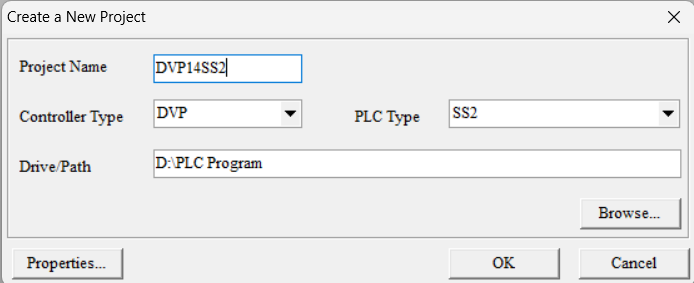 Create a New Project
Project Name DVP14SS2
Controller Type DVP PLC Type SS2
Drive/Path D:\PLC Program
Browse...
Properties... OK Cancel